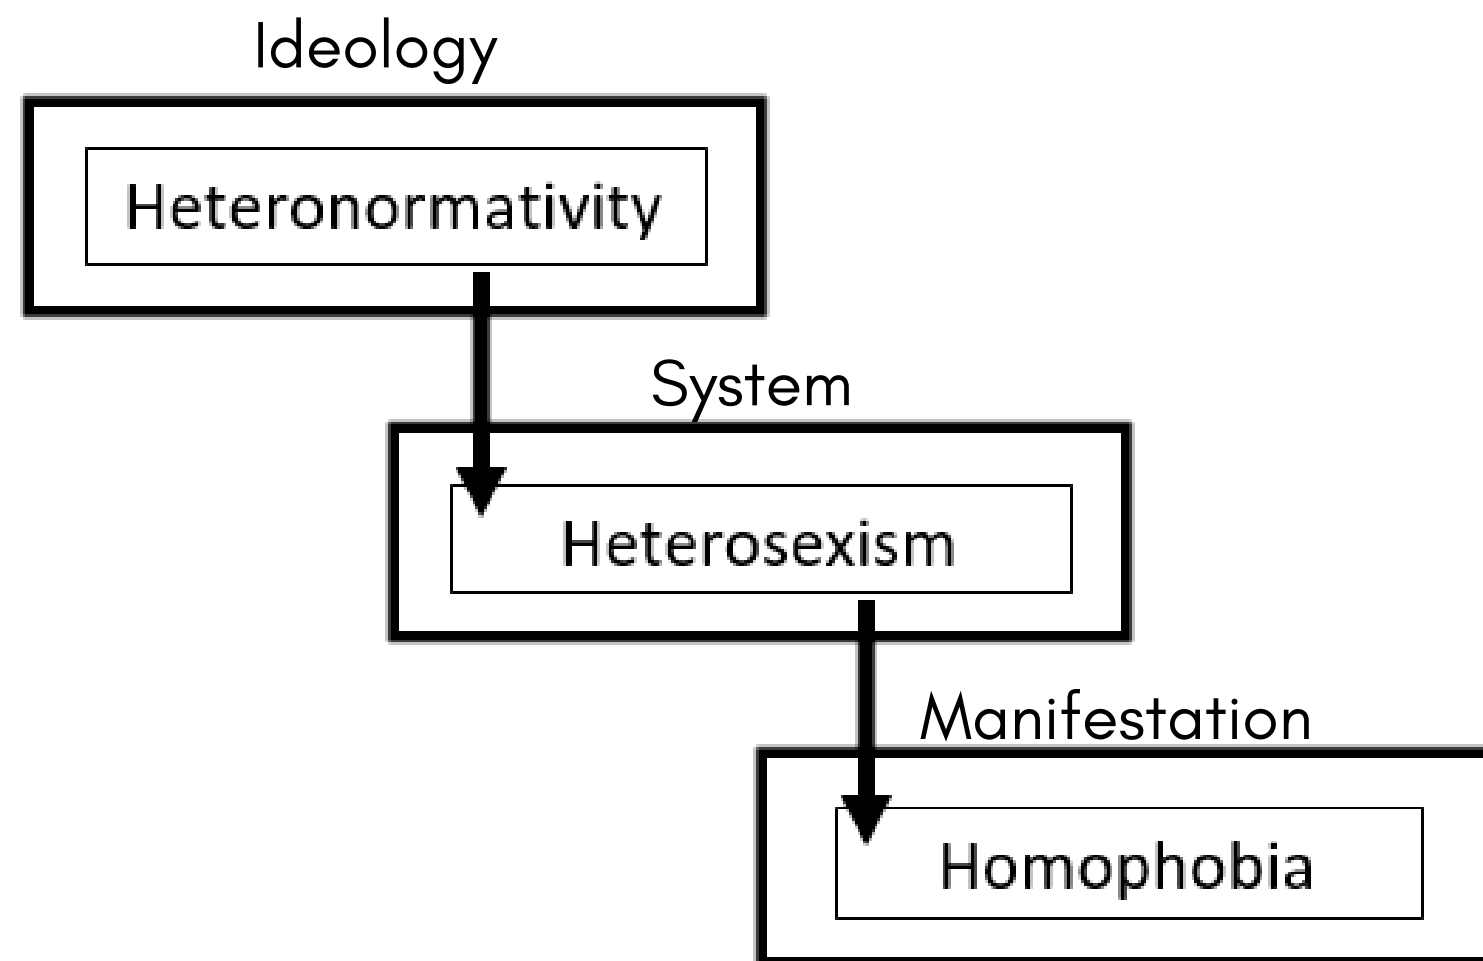 Ideology
Heteronormativity
System
Heterosexism
Manifestation
Homophobia